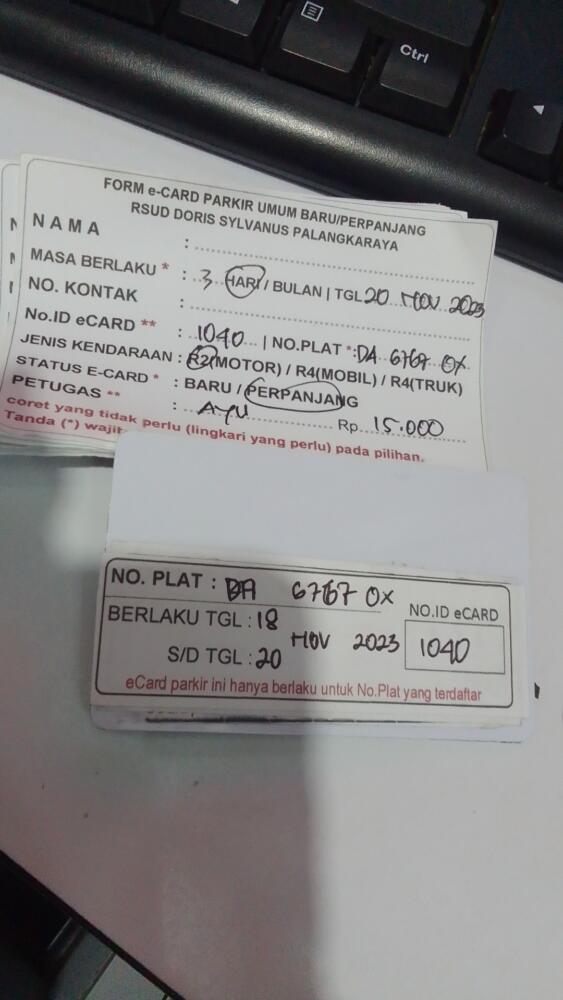 Ctrl
FORM e-CARD PARKIR UMUM BARU/PERPANJANG
RSUD DORIS SYLVANUS PALANGKARAYA
NAMA :
MASA BERLAKU * : 3 HARI / BULAN | TGL 20 NOV 2023
NO. KONTAK :
No.ID eCARD ** : 1040 | NO.PLAT * : DA 6767 OX
JENIS KENDARAAN : R2(MOTOR) / R4(MOBIL) / R4(TRUK)
STATUS E-CARD * : BARU / PERPANJANG
PETUGAS ** : AYU Rp 15.000
coret yang tidak perlu (lingkari yang perlu) pada pilihan.
Tanda (*) wajib
NO. PLAT : DA 6767 OX
BERLAKU TGL : 18 NOV 2023
S/D TGL : 20
NO.ID eCARD
1040
eCard parkir ini hanya berlaku untuk No.Plat yang terdaftar